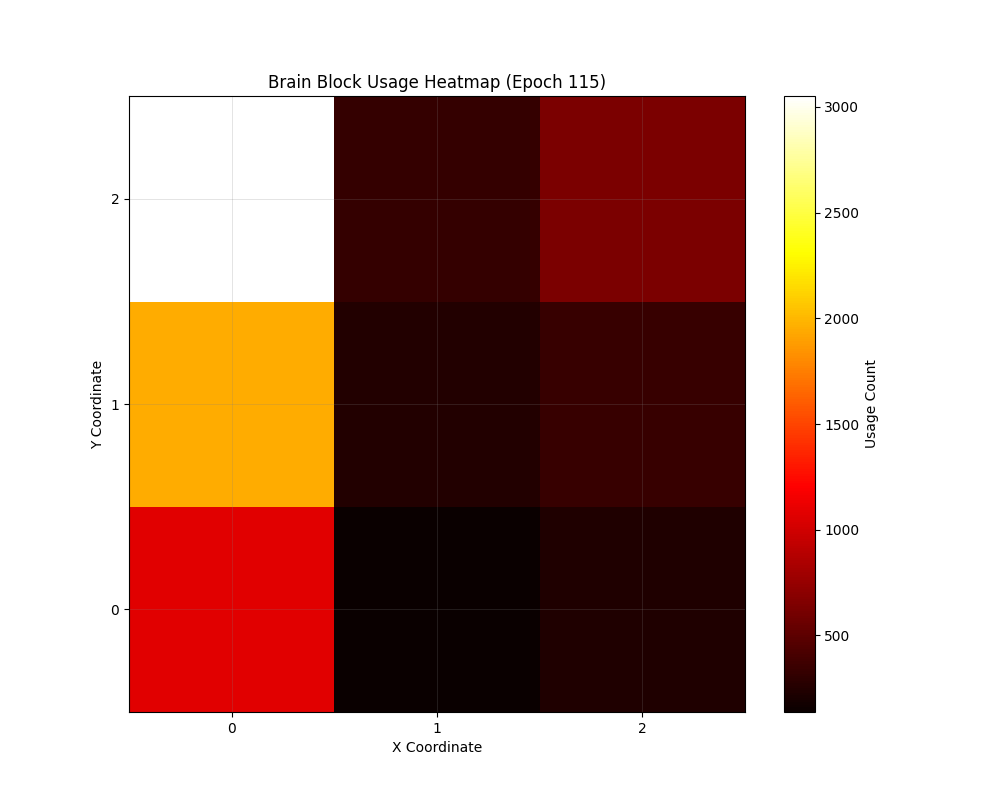 Brain Block Usage Heatmap (Epoch 115)
2
1
0
Y Coordinate
0 1 2
X Coordinate
3000
2500
2000
1500
1000
500
Usage Count